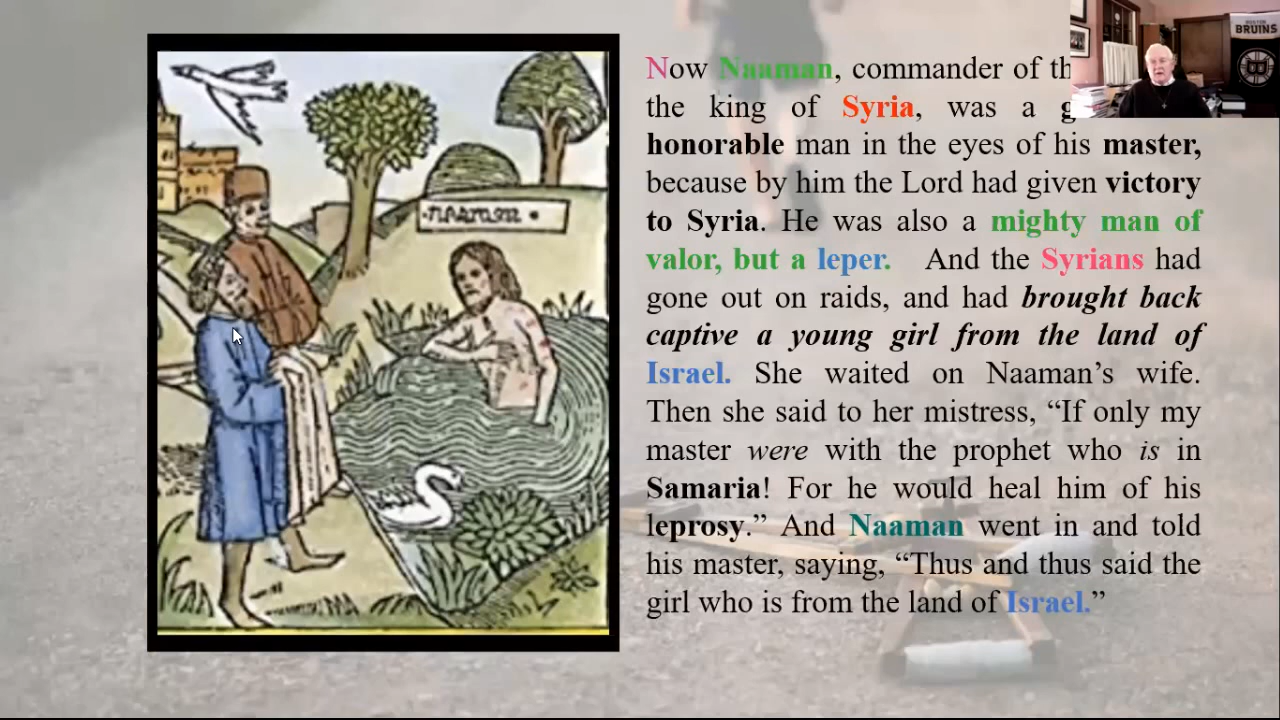 BOSTON
BRUINS
Now Naaman, commander of
the king of Syria, was a
honorable man in the eyes of his master,
because by him the Lord had given victory
to Syria. He was also a mighty man of
valor, but a leper. And the Syrians had
gone out on raids, and had brought back
captive a young girl from the land of
Israel. She waited on Naaman’s wife.
Then she said to her mistress, “If only my
master were with the prophet who is in
Samaria! For he would heal him of his
leprosy.” And Naaman went in and told
his master, saying, “Thus and thus said the
girl who is from the land of Israel.”